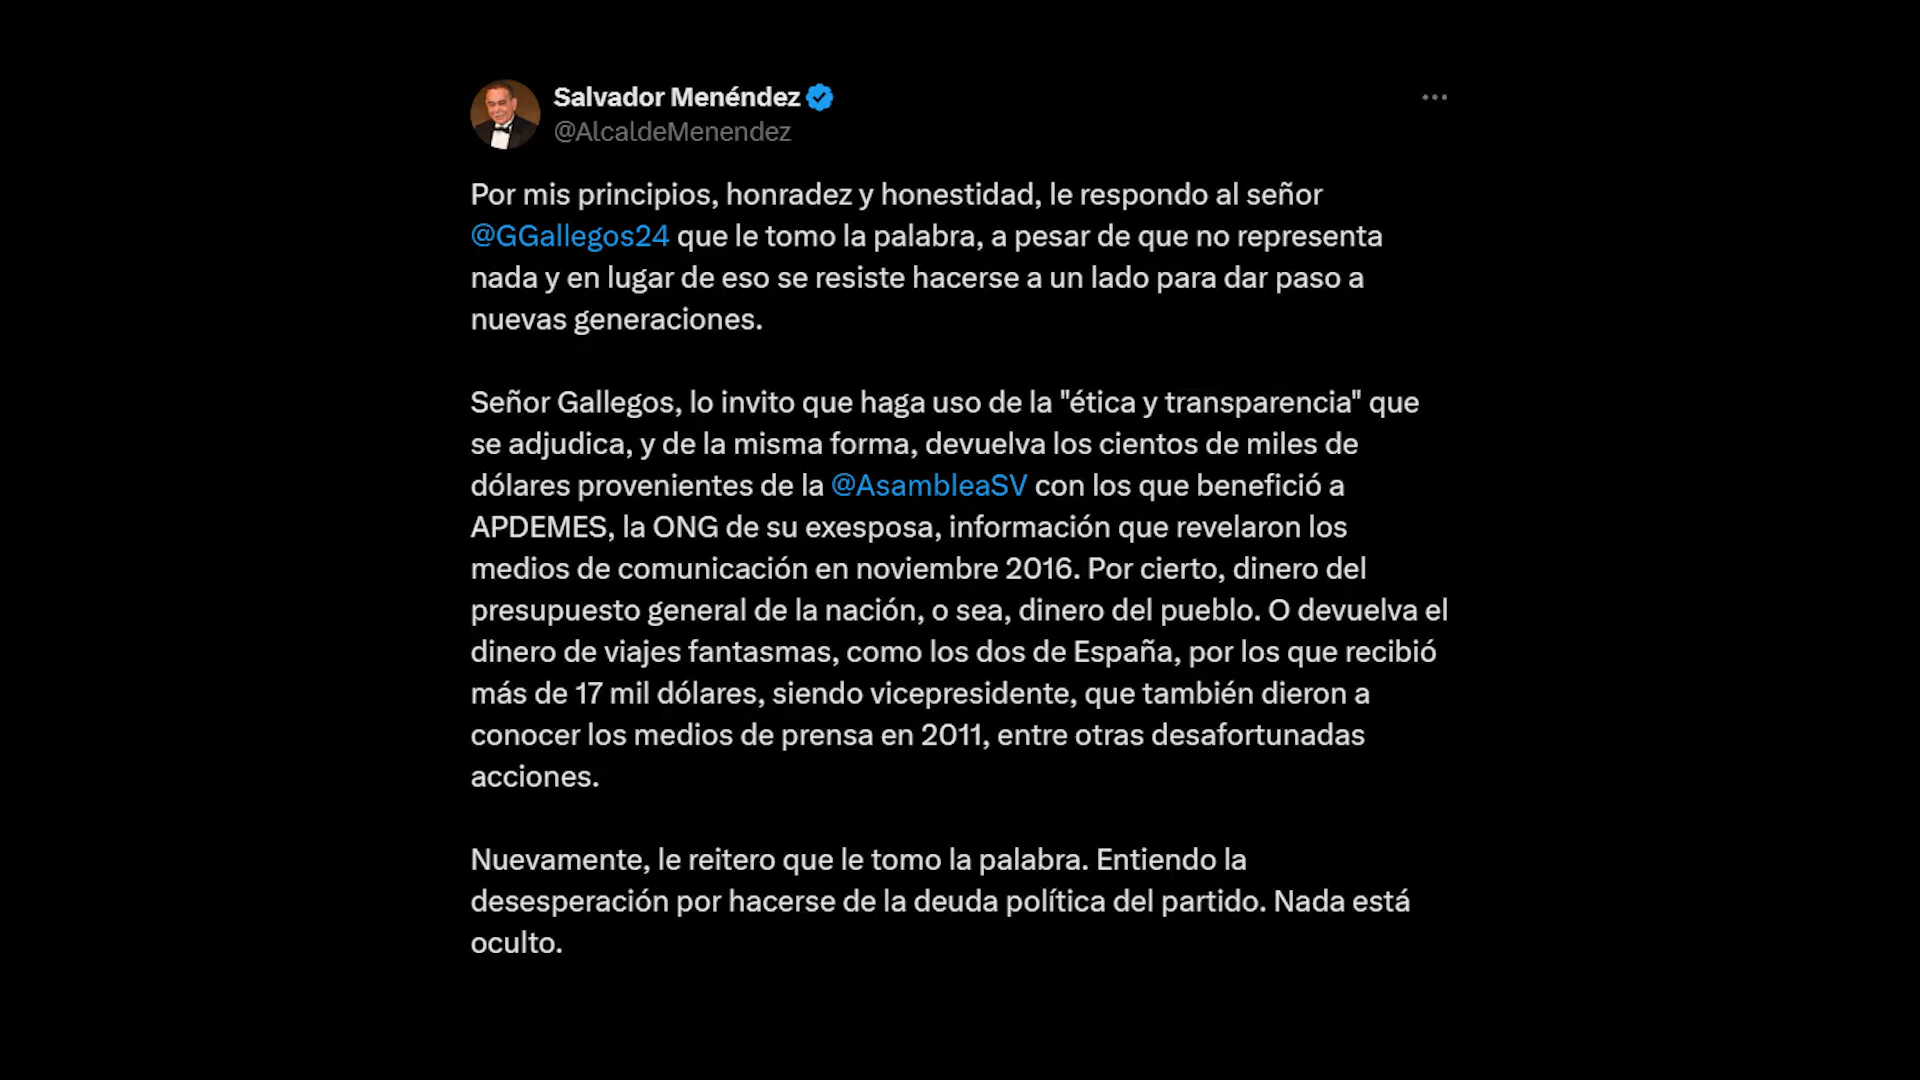 Salvador Menéndez
@AlcaldeMenendez
Por mis principios, honradez y honestidad, le respondo al señor
@GGallegos24 que le tomo la palabra, a pesar de que no representa
nada y en lugar de eso se resiste hacerse a un lado para dar paso a
nuevas generaciones.
Señor Gallegos, lo invito que haga uso de la "ética y transparencia" que
se adjudica, y de la misma forma, devuelva los cientos de miles de
dólares provenientes de la @AsambleaSV con los que benefició a
APDEMES, la ONG de su exesposa, información que revelaron los
medios de comunicación en noviembre 2016. Por cierto, dinero del
presupuesto general de la nación, o sea, dinero del pueblo. O devuelva el
dinero de viajes fantasmas, como los dos de España, por los que recibió
más de 17 mil dólares, siendo vicepresidente, que también dieron a
conocer los medios de prensa en 2011, entre otras desafortunadas
acciones.
Nuevamente, le reitero que le tomo la palabra. Entiendo la
desesperación por hacerse de la deuda política del partido. Nada está
oculto.